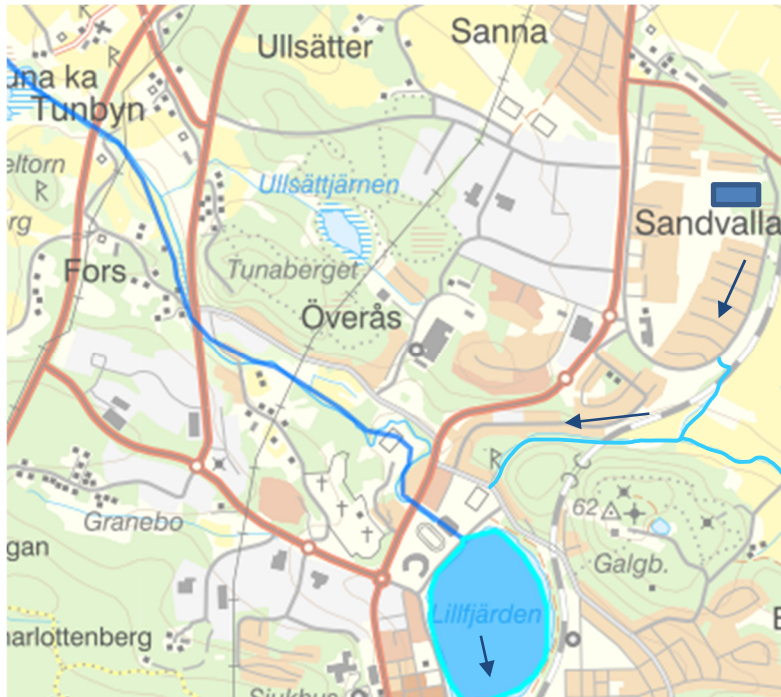 Sanna
Ullsätter
una ka
Tunbyn
eltorn
Ullsättjärnen
rg
Sandvalla
Fors
Tunaberget
Överås
62
Granebo
gan
Galgb.
Lillfjärden
harlottenberg
Sjukhus